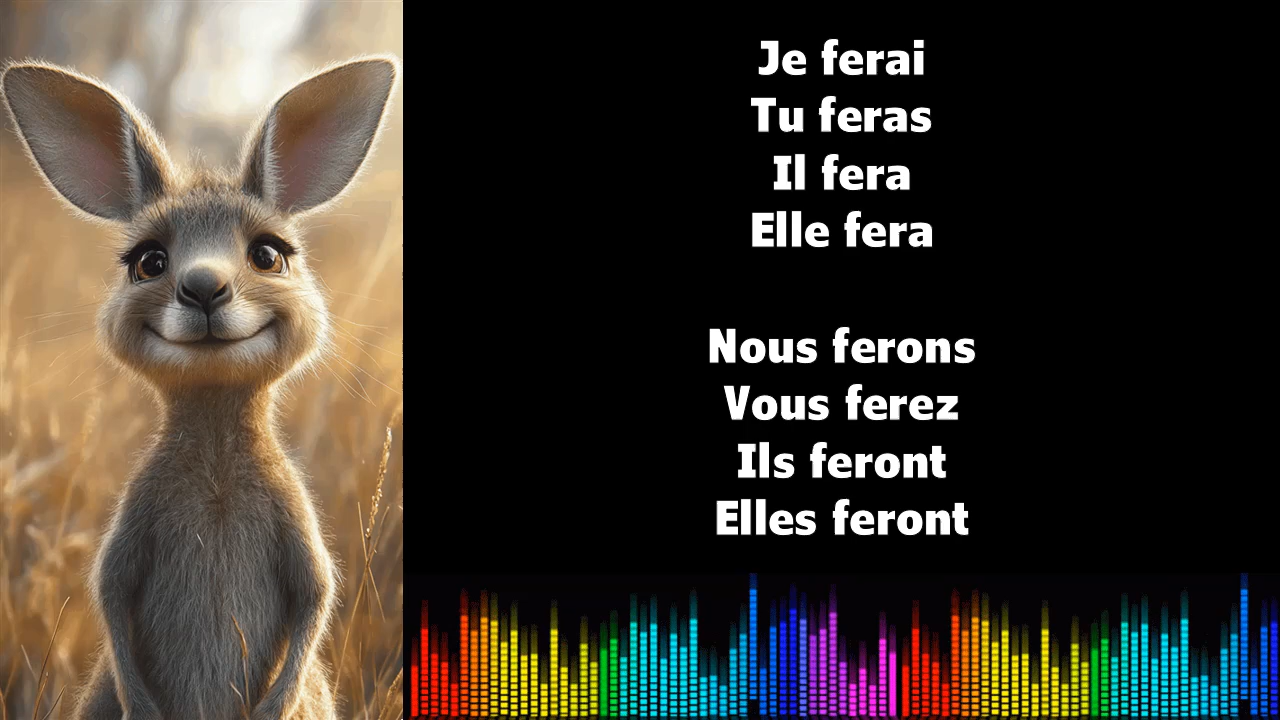 Je ferai
Tu feras
Il fera
Elle fera
Nous ferons
Vous ferez
Ils feront
Elles feront